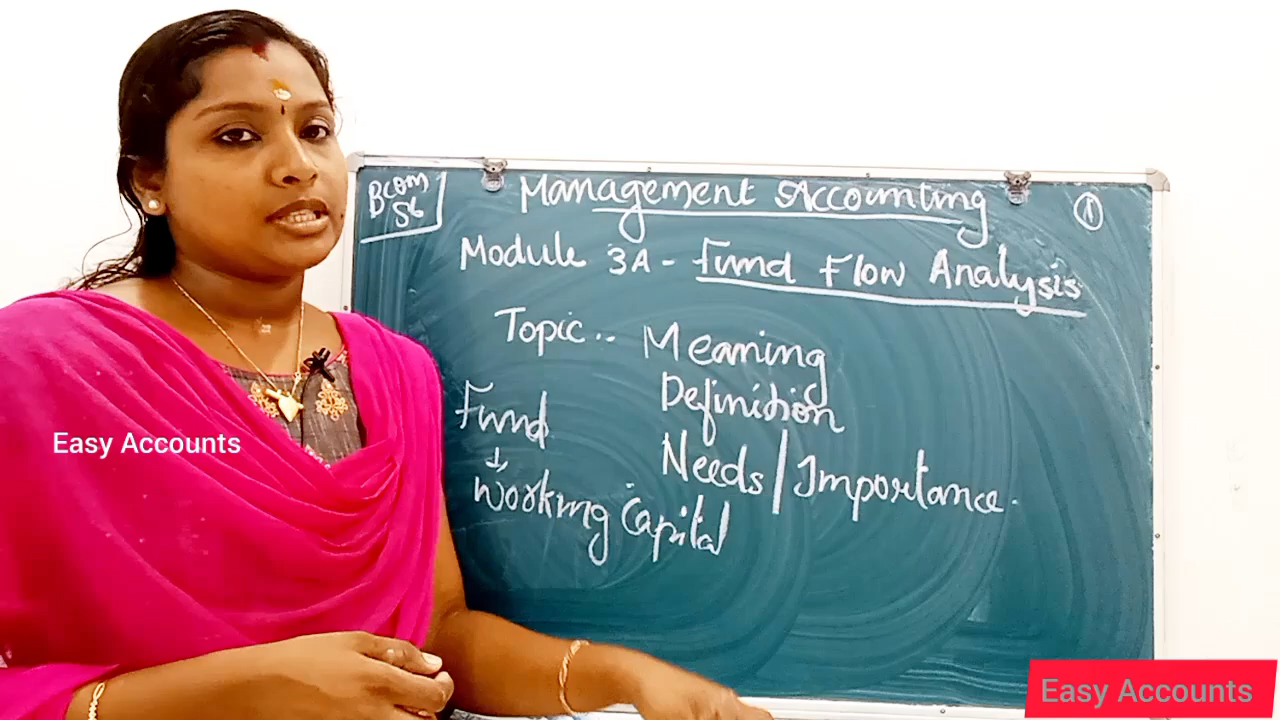 BCOM
S6
Management Accounting
1
Module 3A - Fund Flow Analysis
Topic.. Meaning
Definition
Needs/Importance.
Fund
↓
Working Capital
Easy Accounts
Easy Accounts